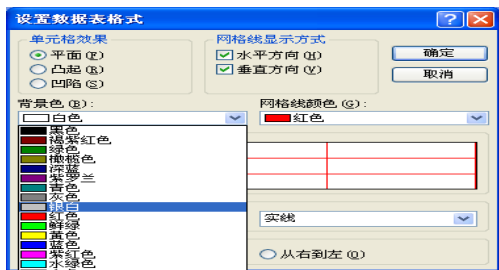 设置数据表格式
单元格效果
平面(F)
凸起(R)
凹陷(S)
网格线显示方式
水平方向(H)
垂直方向(V)
确定
取消
背景色(B):
白色
网格线颜色(G):
红色
黑色
褐紫红色
绿色
橄榄色
深蓝
紫罗兰
青色
灰色
银白
红色
鲜绿
黄色
蓝色
紫红色
水绿色
实线
从右到左(O)